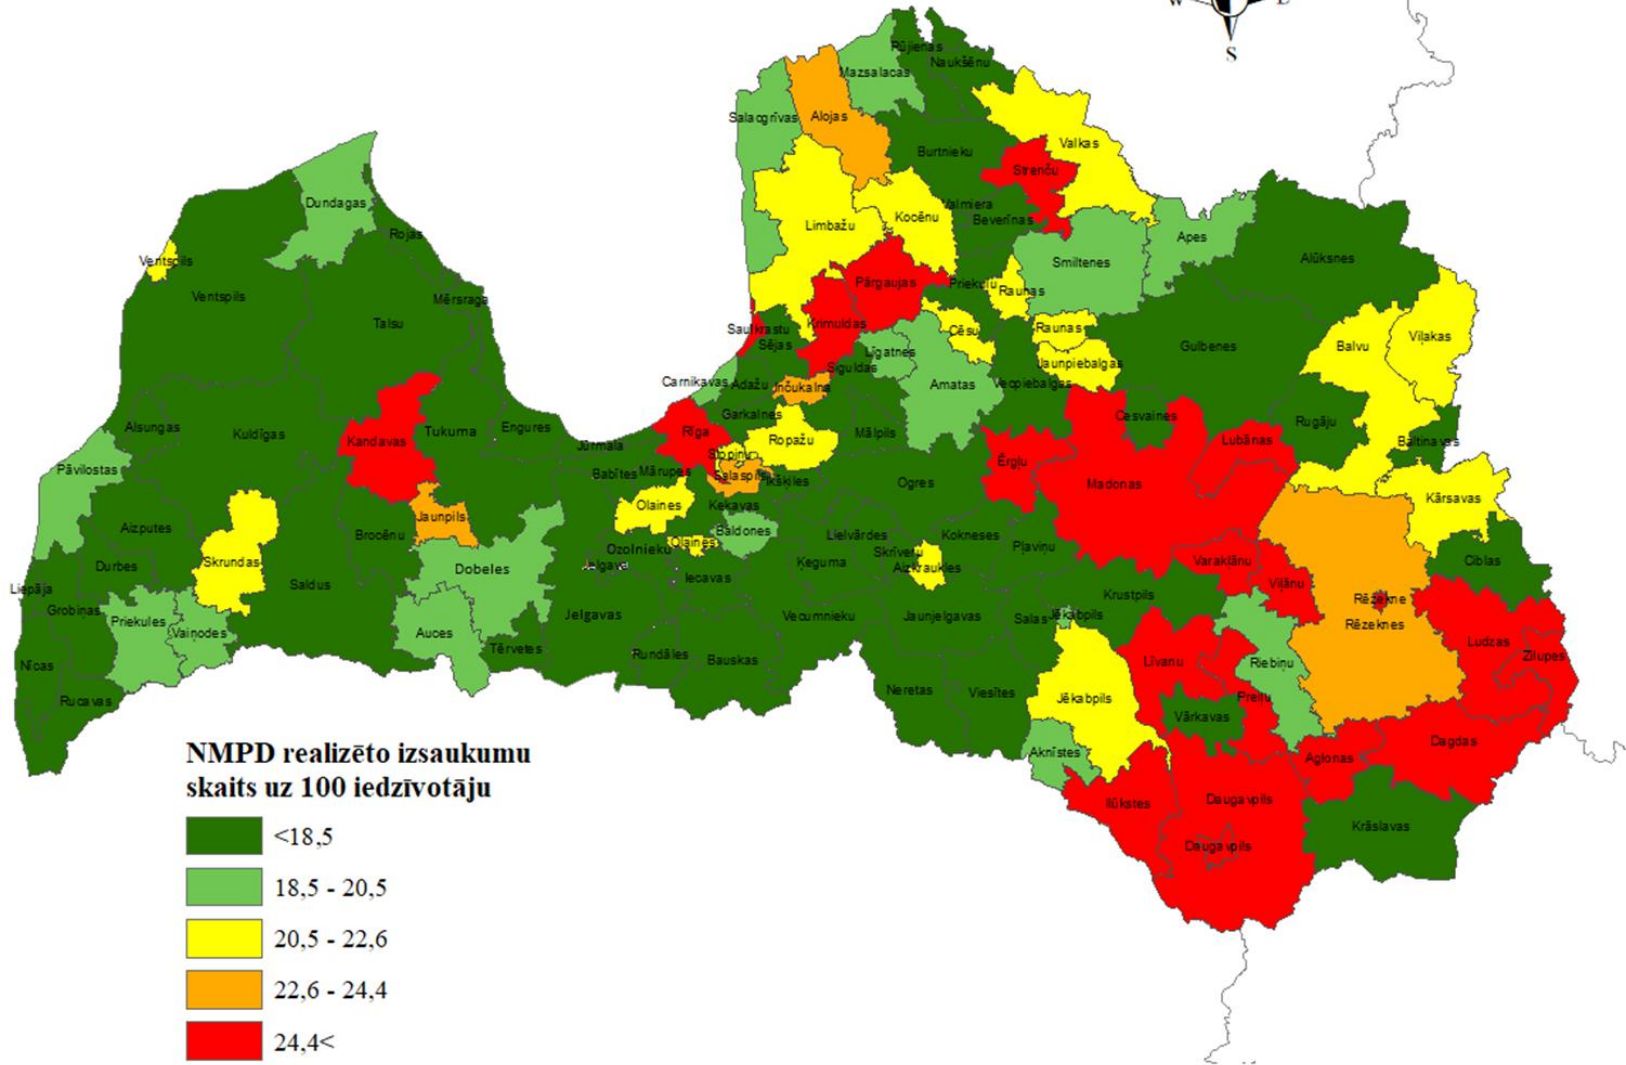 S
Rūjienas
Naukšēnu
Mazsalacas
Salacgrīvas
Alojas
Burtnieku
Valkas
Strenču
Dundagas
Valmiera
Kocēnu
Beverīnas
Limbažu
Rojas
Apes
Ventspils
Smiltenes
Alūksnes
Pārgaujas
Priekuļu
Raunas
Ventspils
Mērsraga
Talsu
Krimuldas
Saulkrastu
Cēsu
Raunas
Viļakas
Sējas
Līgatnes
Gulbenes
Balvu
Siguldas
Jaunpiebalgas
Carnikavas
Ādažu
Inčukalna
Amatas
Vecpiebalgas
Garkalnes
Cesvaines
Rugāju
Alsungas
Kuldīgas
Kandavas
Tukuma
Engures
Rīga
Ropažu
Mālpils
Lubānas
Baltinavas
Jūrmala
Stopiņu
Pāvilostas
Babītes
Mārupes
Salaspils
Ikšķiles
Ērgļu
Ogres
Madonas
Kārsavas
Olaines
Ķekavas
Jaunpils
Aizputes
Brocēnu
Baldones
Lielvārdes
Kokneses
Pļaviņu
Olaines
Ozolnieku
Skrīveru
Skrundas
Durbes
Dobeles
Jelgava
Ķeguma
Aizkraukles
Varakļānu
Ciblas
Iecavas
Viļānu
Liepāja
Saldus
Krustpils
Rēzekne
Grobiņas
Priekules
Jelgavas
Vecumnieku
Jaunjelgavas
Salas
Jēkabpils
Rēzeknes
Vaiņodes
Auces
Ludzas
Tērvetes
Rundāles
Bauskas
Līvānu
Riebiņu
Zilupes
Nīcas
Neretas
Viesītes
Jēkabpils
Preiļu
Rucavas
Vārkavas
Dagdas
Aknīstes
Aglonas
Ilūkstes
Daugavpils
Krāslavas
Daugavpils
NMPD realizēto izsaukumu
skaits uz 100 iedzīvotāju
<18,5
18,5 - 20,5
20,5 - 22,6
22,6 - 24,4
24,4<